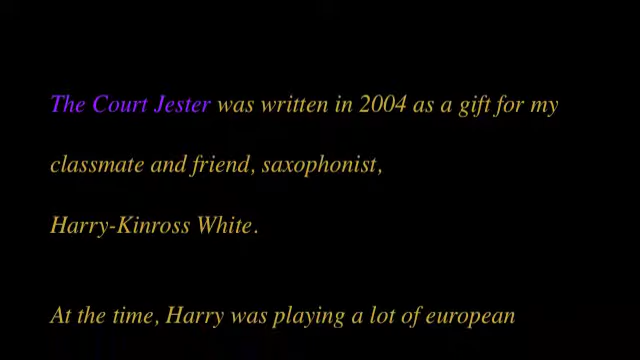 The Court Jester was written in 2004 as a gift for my
classmate and friend, saxophonist,
Harry-Kinross White.
At the time, Harry was playing a lot of european